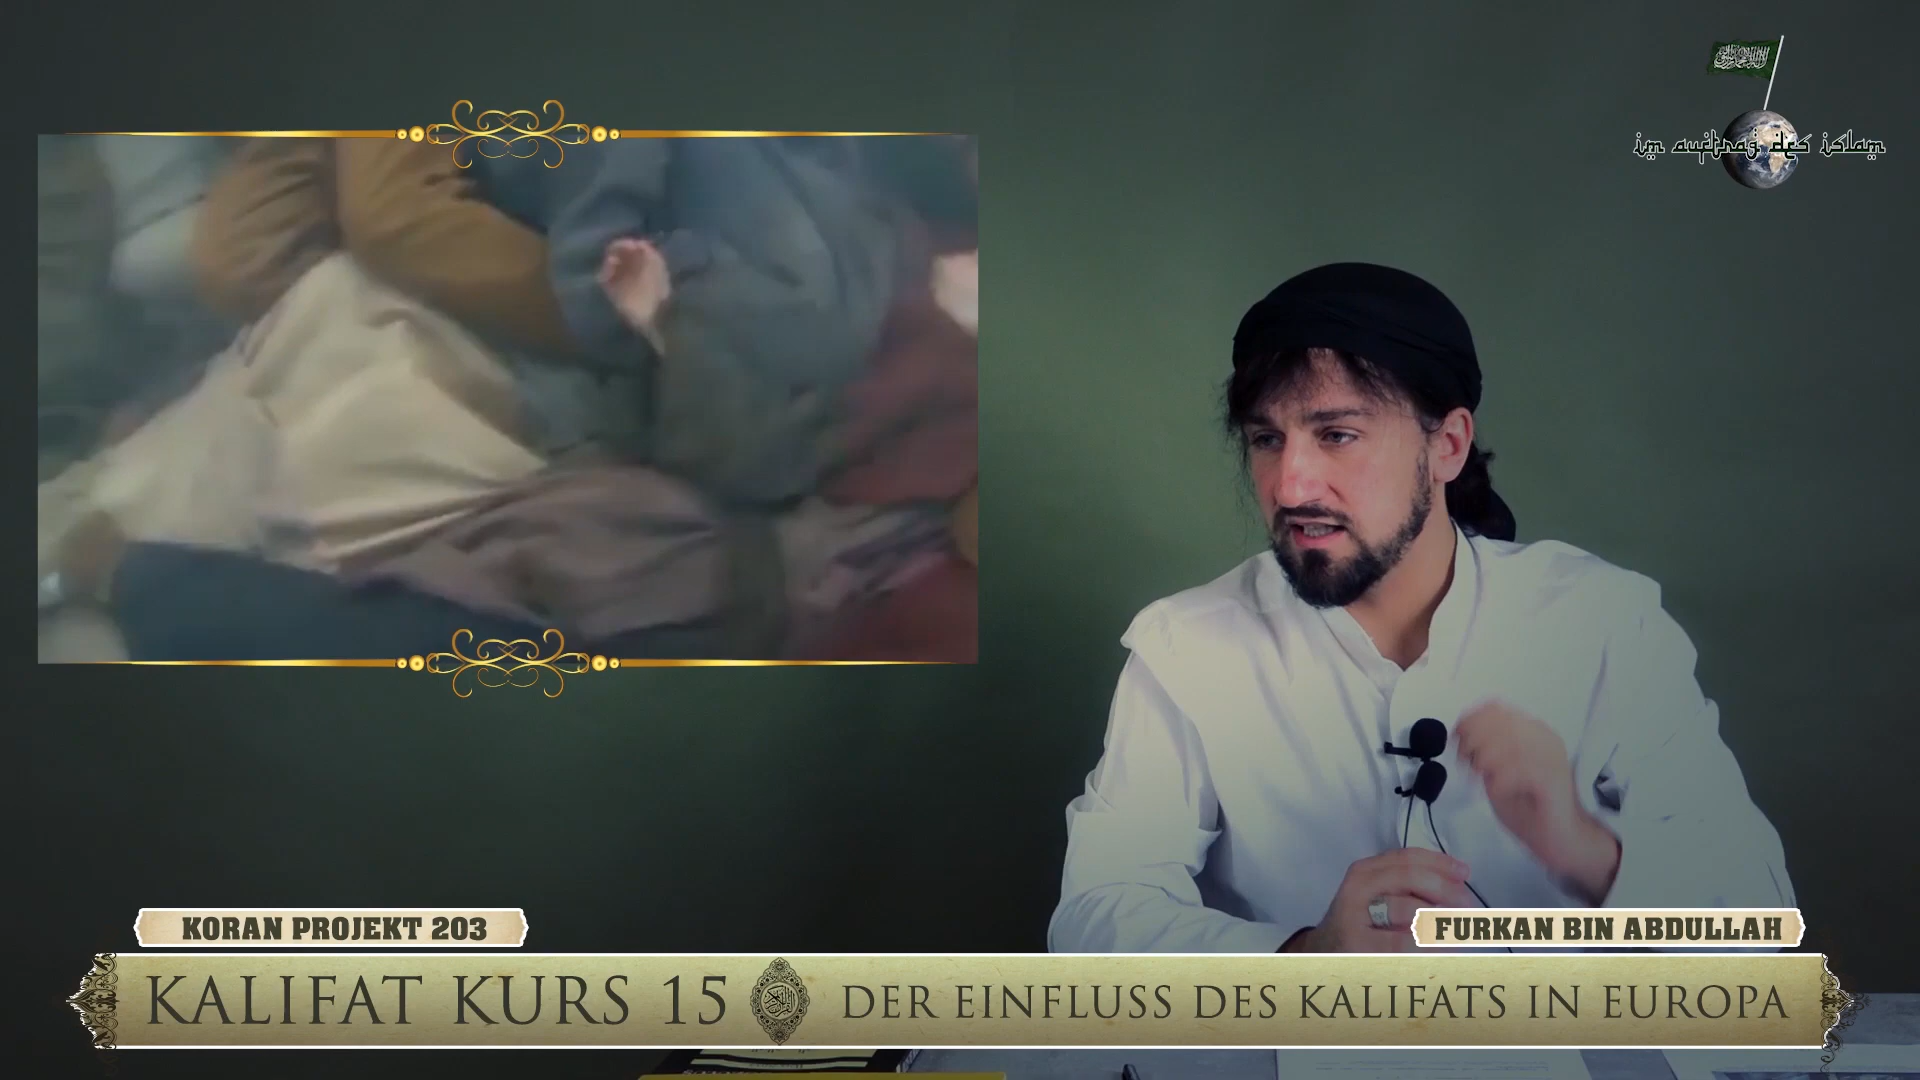 im auftrag des islam
KORAN PROJEKT 203
FURKAN BIN ABDULLAH
KALIFAT KURS 15
DER EINFLUSS DES KALIFATS IN EUROPA